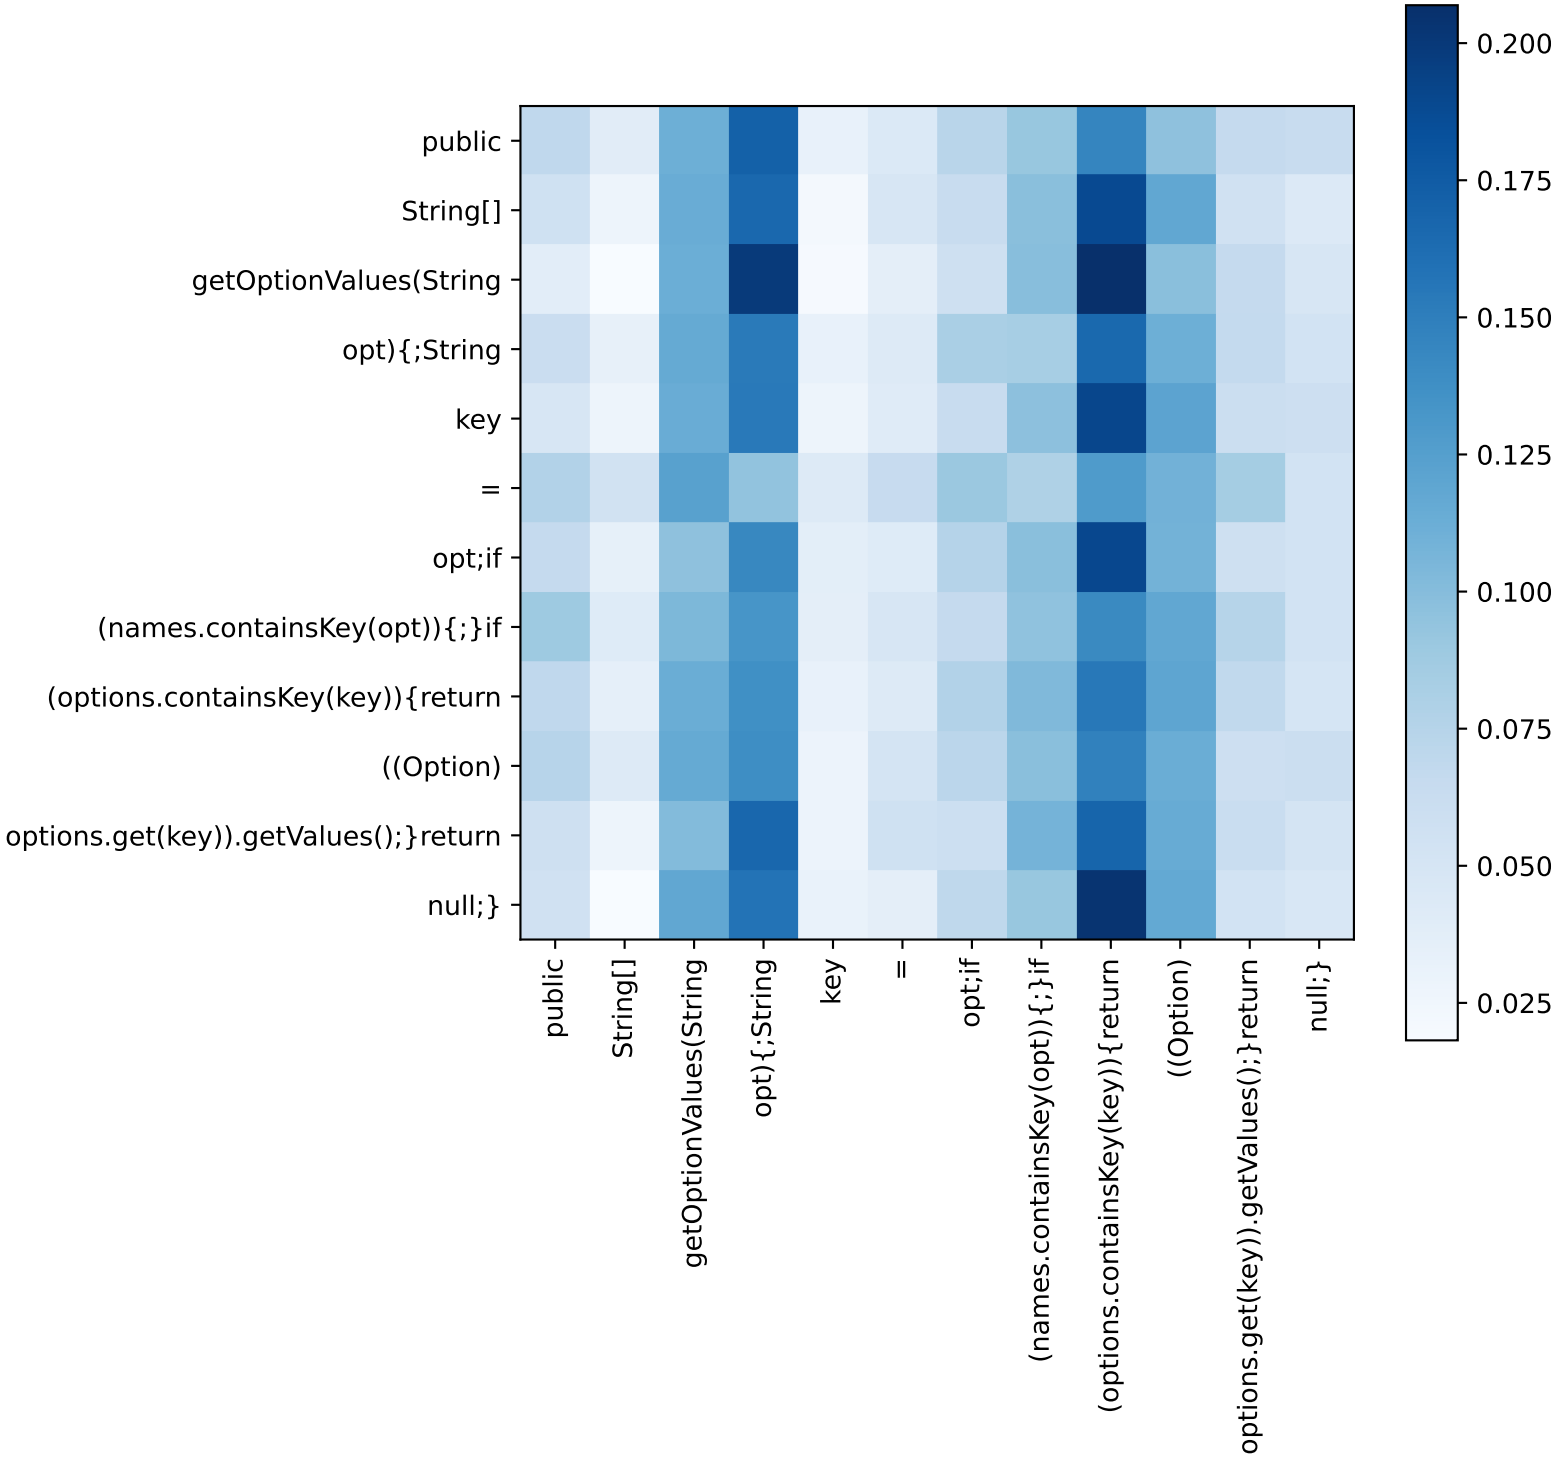 public
String[]
getOptionValues(String
opt){;String
key
=
opt;if
(names.containsKey(opt)){;}if
(options.containsKey(key)){return
((Option)
options.get(key)).getValues();}return
null;}
public
String[]
getOptionValues(String
opt){;String
key
=
opt;if
(names.containsKey(opt)){;}if
(options.containsKey(key)){return
((Option)
options.get(key)).getValues();}return
null;}
0.200
0.175
0.150
0.125
0.100
0.075
0.050
0.025